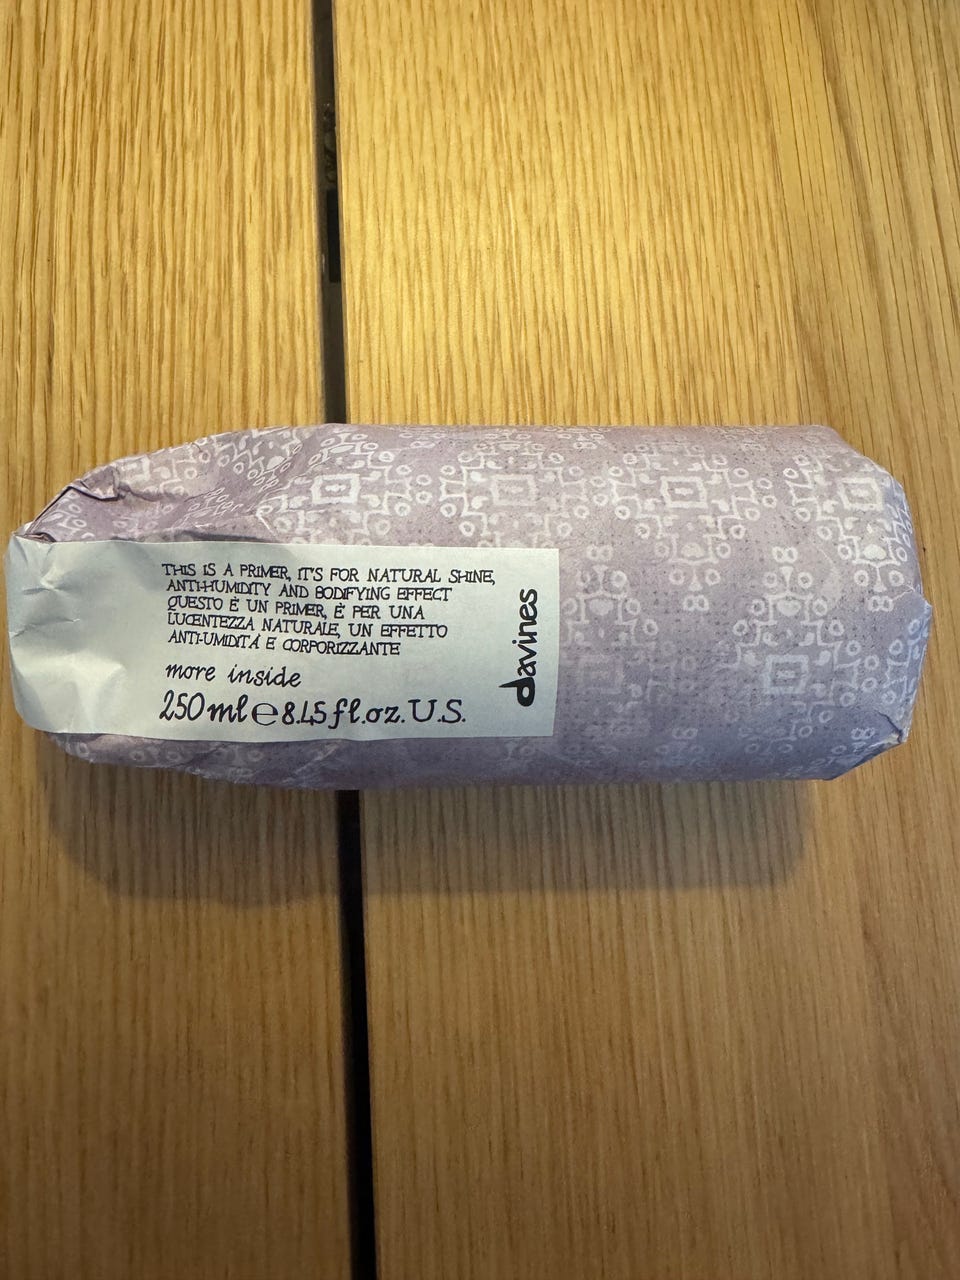 THIS IS A PRIMER, IT'S FOR NATURAL SHINE,
ANTI-HUMIDITY AND BODIFYING EFFECT
QUESTO È UN PRIMER, È PER UNA
LUCENTEZZA NATURALE, UN EFFETTO
ANTI-UMIDITÀ E CORPORIZZANTE
more inside
250 ml e 8.45 fl.oz. U.S.
davines